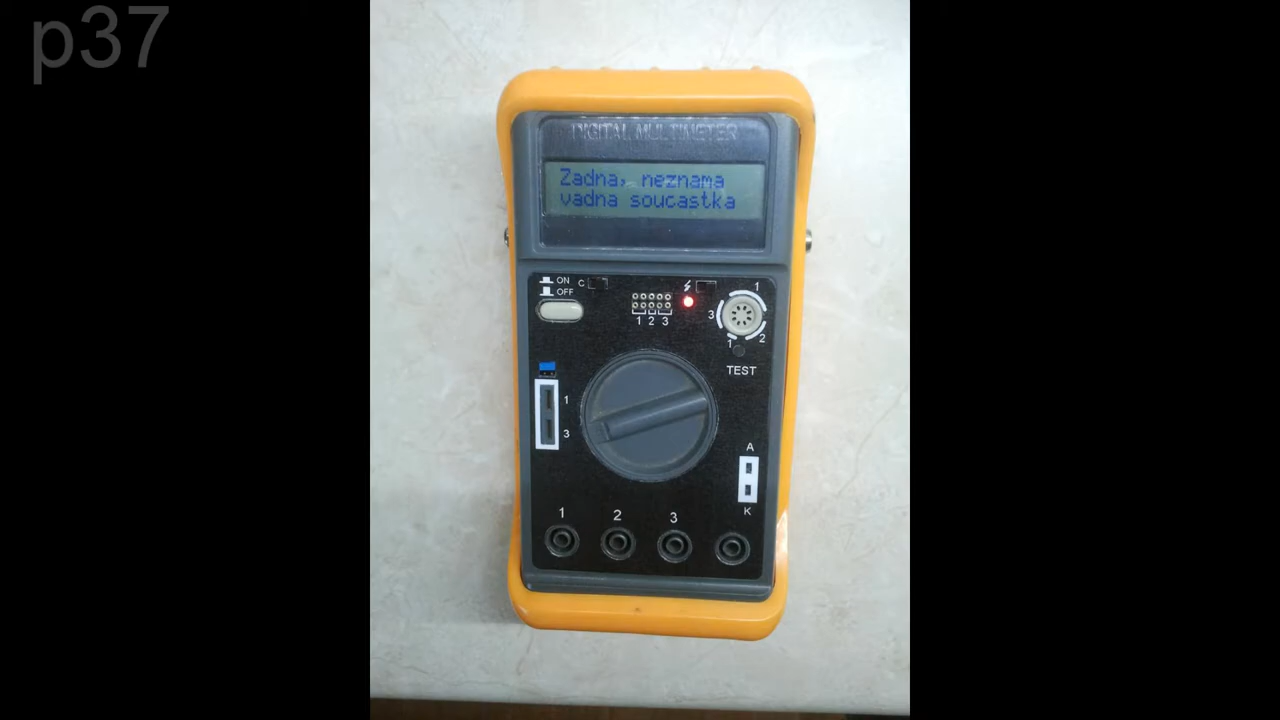 p37
DIGITAL MULTIMETER
Zadna, neznama
vadna soucastka
ON
OFF
C
1 2 3
1
3
2
1
TEST
1
3
A
K
1 2 3